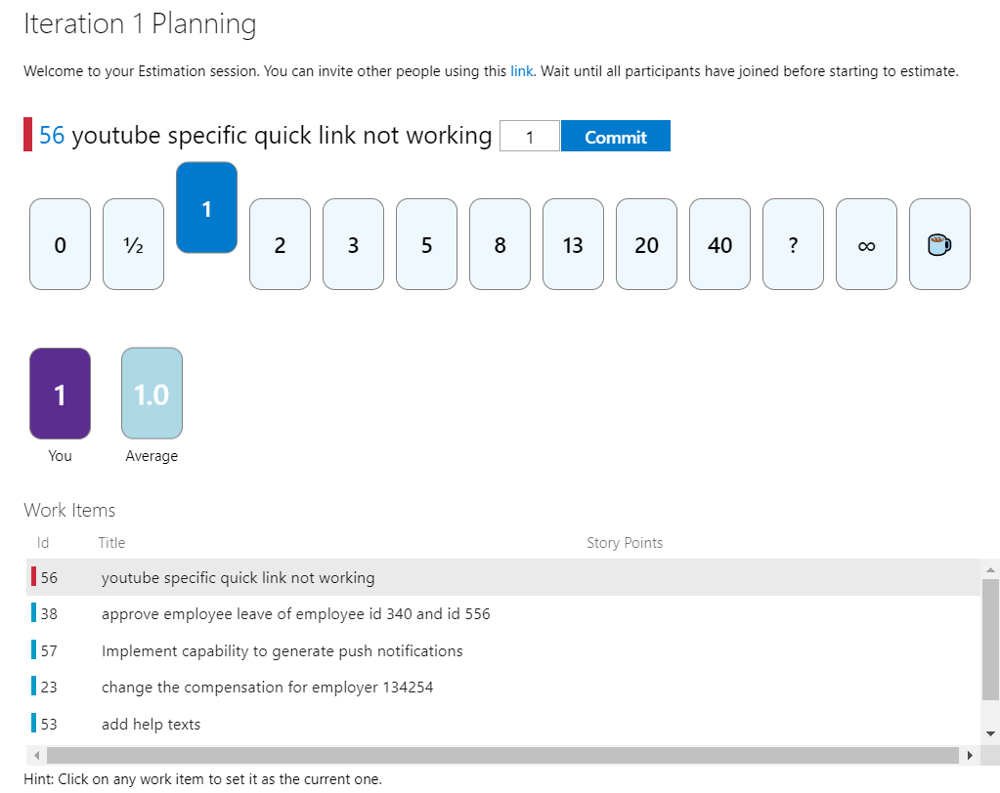 Iteration 1 Planning
Welcome to your Estimation session. You can invite other people using this link. Wait until all participants have joined before starting to estimate.
56 youtube specific quick link not working 1 Commit
0 ½ 1 2 3 5 8 13 20 40 ? ∞
1 1.0
You Average
Work Items
Id Title Story Points
56 youtube specific quick link not working
38 approve employee leave of employee id 340 and id 556
57 Implement capability to generate push notifications
23 change the compensation for employer 134254
53 add help texts
Hint: Click on any work item to set it as the current one.